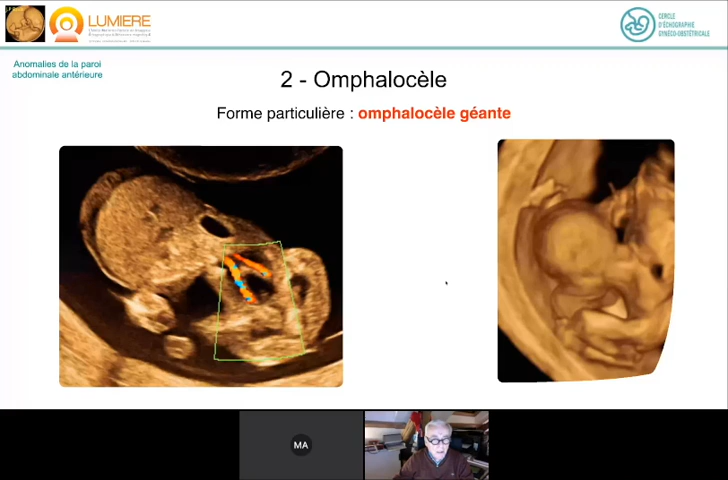 LUMIERE
CERCLE
D'ÉCHOGRAPHIE
GYNÉCO-OBSTÉTRICALE
Anomalies de la paroi
abdominale antérieure
2 - Omphalocèle
Forme particulière : omphalocèle géante
MA